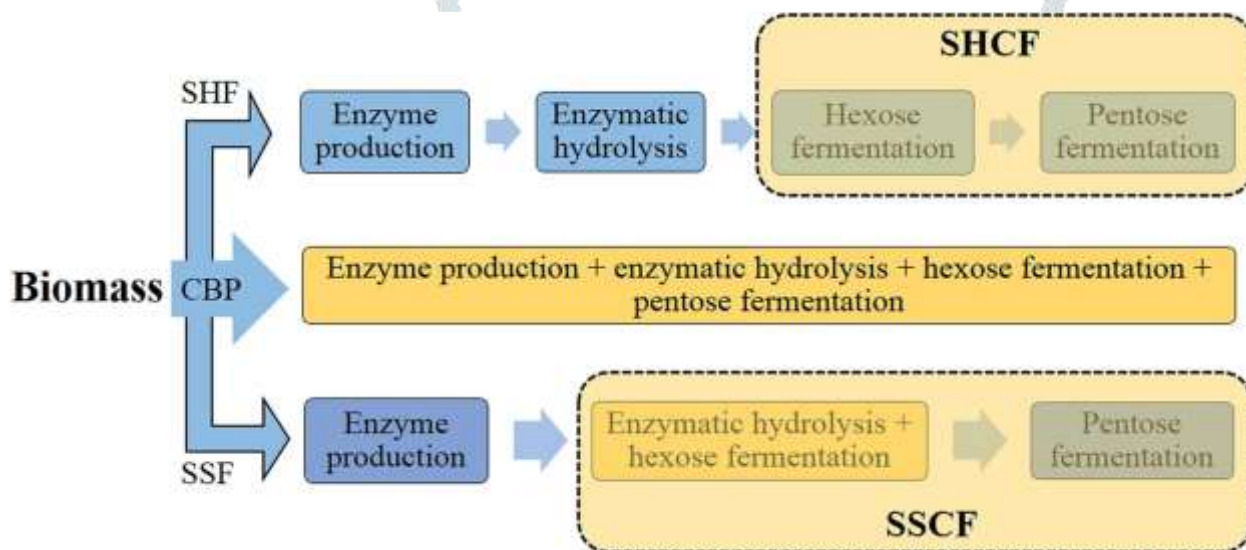 SHCF
SHF
Enzyme
production
Enzymatic
hydrolysis
Hexose
fermentation
Pentose
fermentation
Biomass
CBP
Enzyme production + enzymatic hydrolysis + hexose fermentation +
pentose fermentation
SSF
Enzyme
production
Enzymatic hydrolysis +
hexose fermentation
Pentose
fermentation
SSCF